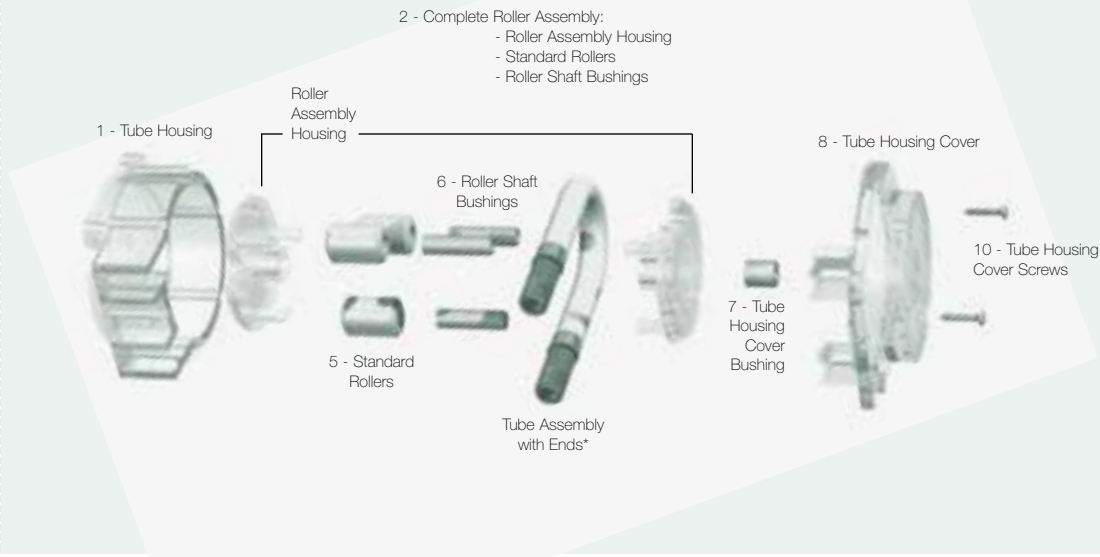 2 - Complete Roller Assembly:
- Roller Assembly Housing
- Standard Rollers
- Roller Shaft Bushings
Roller
Assembly
Housing
1 - Tube Housing
8 - Tube Housing Cover
6 - Roller Shaft
Bushings
10 - Tube Housing
Cover Screws
7 - Tube
Housing
Cover
Bushing
5 - Standard
Rollers
Tube Assembly
with Ends*